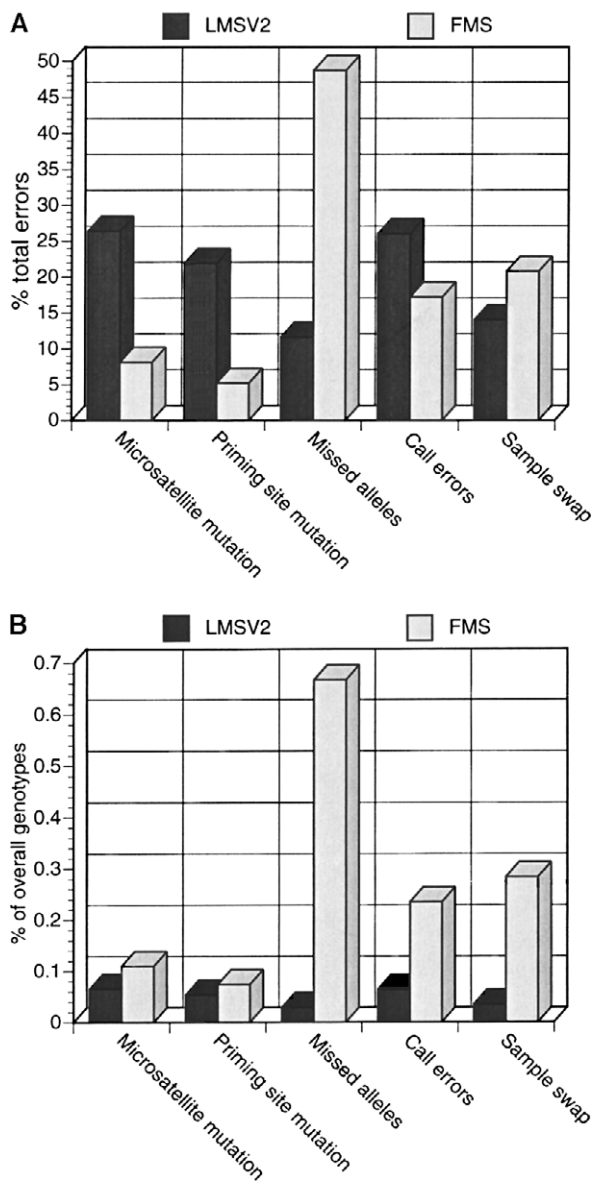 A
LMSV2 FMS
% total errors
50
45
40
35
30
25
20
15
10
5
0
Microsatellite mutation
Priming site mutation
Missed alleles
Call errors
Sample swap
B
LMSV2 FMS
% of overall genotypes
0.7
0.6
0.5
0.4
0.3
0.2
0.1
0
Microsatellite mutation
Priming site mutation
Missed alleles
Call errors
Sample swap